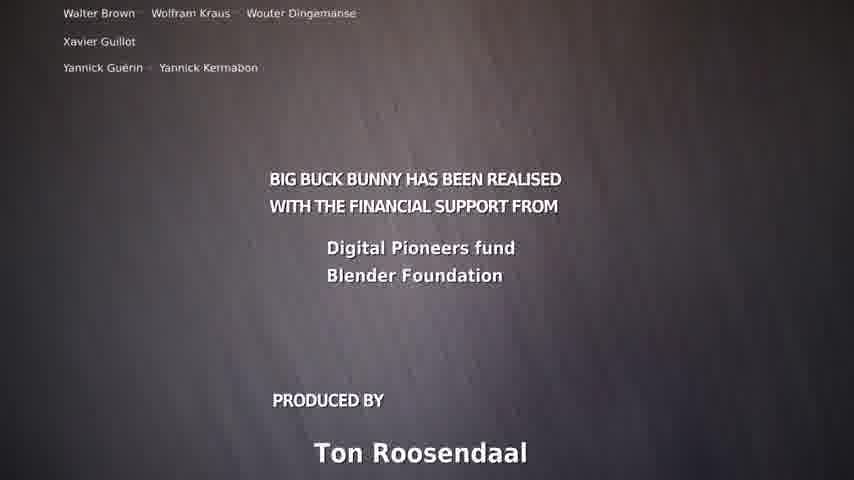 Walter Brown Wolfram Kraus Wouter Dingemanse
Xavier Guillot
Yannick Guérin Yannick Kermabon
BIG BUCK BUNNY HAS BEEN REALISED
WITH THE FINANCIAL SUPPORT FROM
Digital Pioneers fund
Blender Foundation
PRODUCED BY
Ton Roosendaal